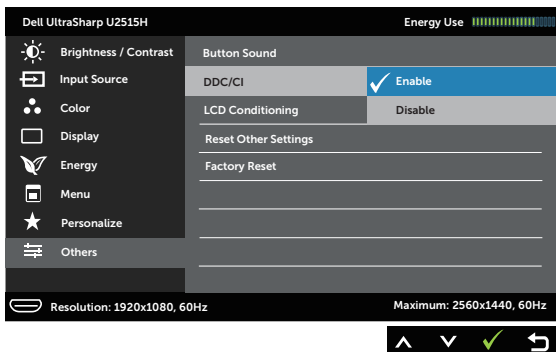 Dell UltraSharp U2515H Energy Use
Brightness / Contrast Button Sound
Input Source DDC/CI Enable
Color LCD Conditioning Disable
Display Reset Other Settings
Energy Factory Reset
Menu
Personalize
Others
Resolution: 1920x1080, 60Hz Maximum: 2560x1440, 60Hz